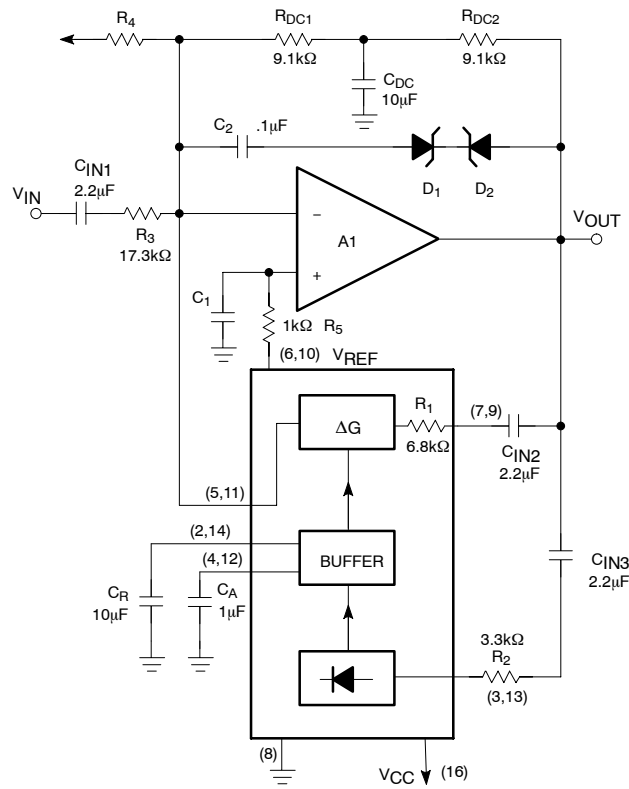 R4
RDC1
RDC2
9.1kΩ
9.1kΩ
CDC
10µF
C2
.1µF
D1
D2
CIN1
2.2µF
VIN
R3
17.3kΩ
−
A1
+
VOUT
C1
1kΩ R5
(6,10)
VREF
ΔG
R1
6.8kΩ
(7,9)
CIN2
2.2µF
(5,11)
(2,14)
(4,12)
BUFFER
CR
10µF
CA
1µF
CIN3
2.2µF
3.3kΩ
R2
(3,13)
(8)
VCC
(16)